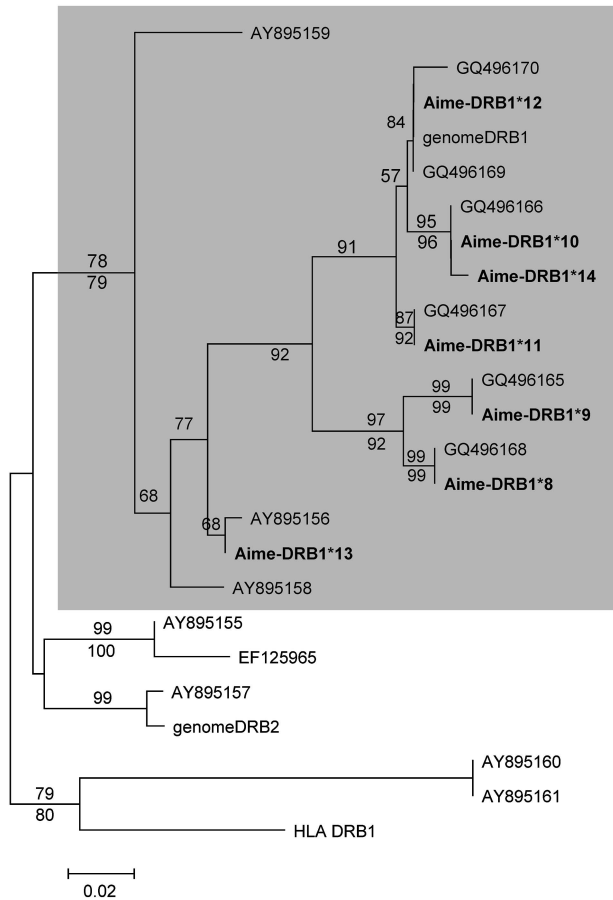 AY895159
GQ496170
Aime-DRB1*12
84
genomeDRB1
57
GQ496169
GQ496166
95
Aime-DRB1*10
96
91
Aime-DRB1*14
78
79
GQ496167
87
92
Aime-DRB1*11
92
GQ496165
99
99
Aime-DRB1*9
97
92
77
GQ496168
99
99
Aime-DRB1*8
68
AY895156
68
Aime-DRB1*13
AY895158
AY895155
99
100
EF125965
AY895157
99
genomeDRB2
AY895160
79
AY895161
80
HLA DRB1
0.02